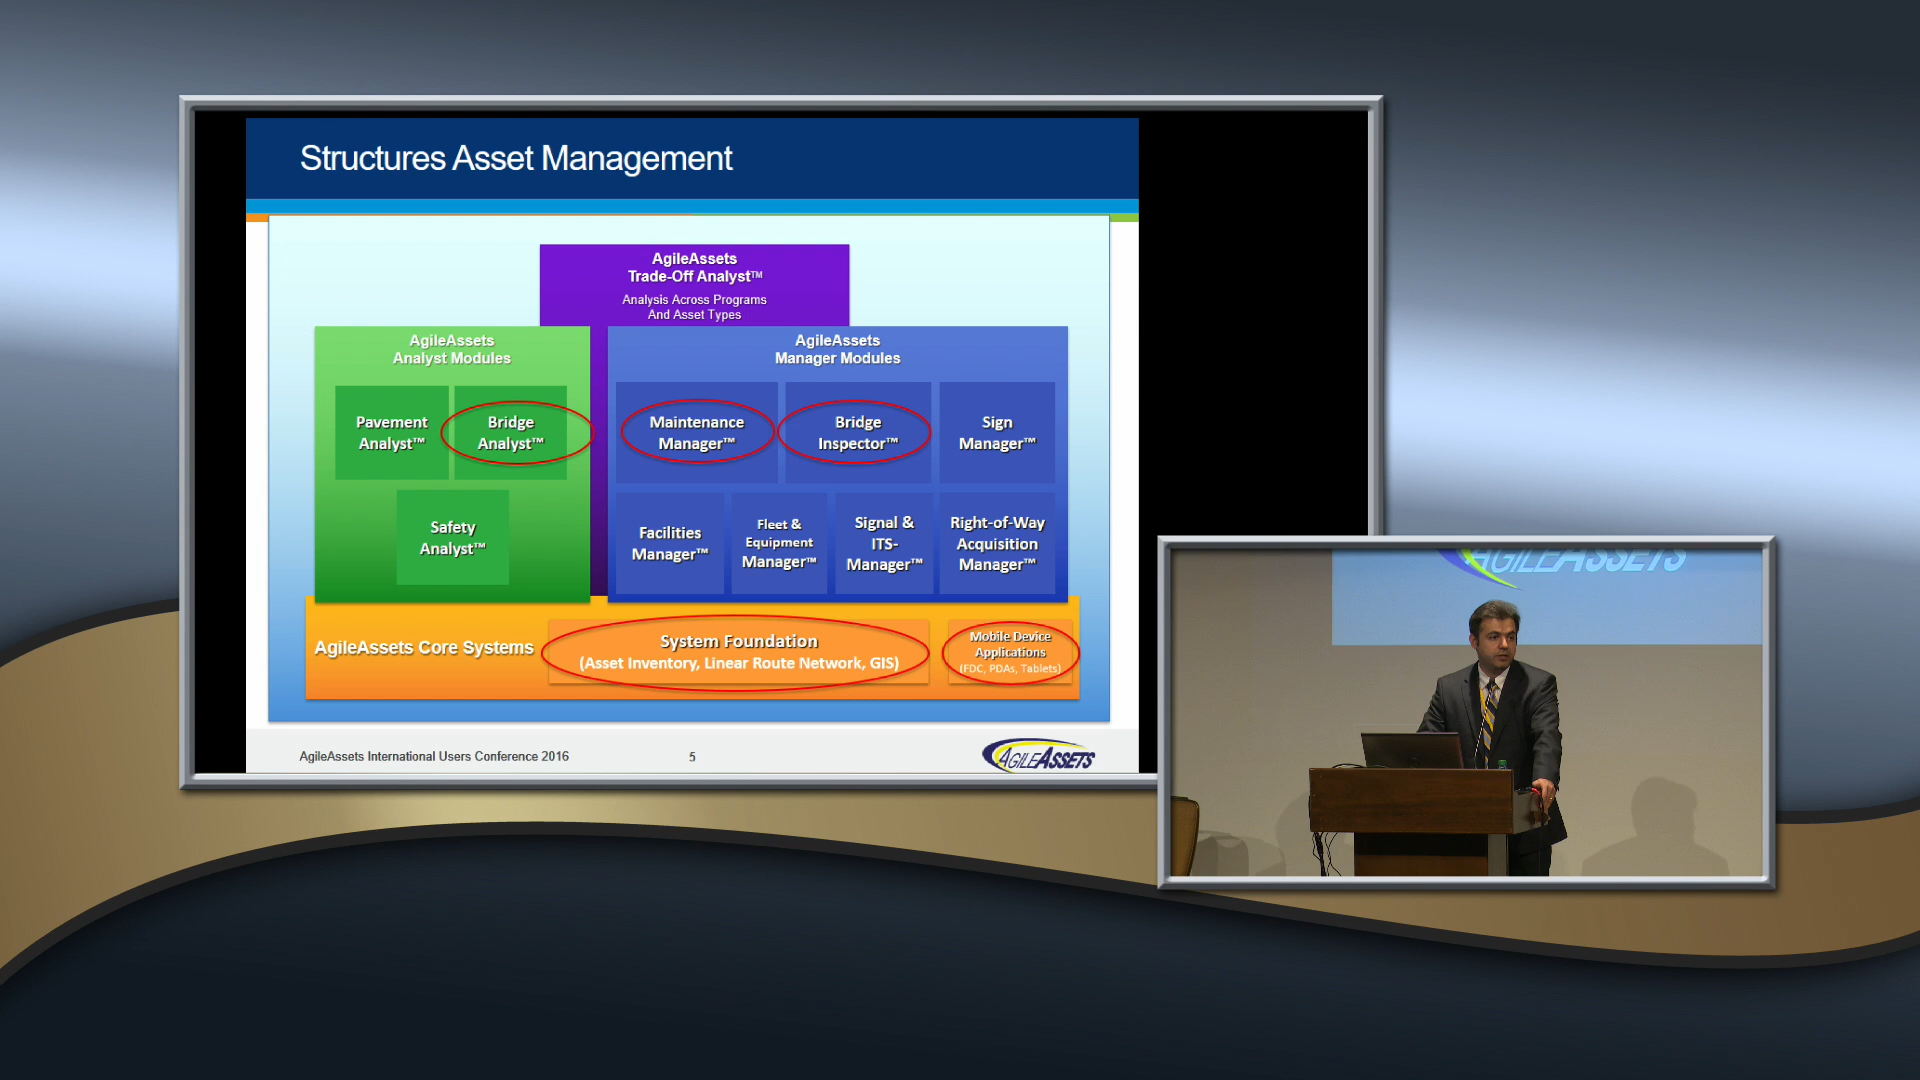 Structures Asset Management
AgileAssets
Trade-Off Analyst™
Analysis Across Programs
And Asset Types
AgileAssets
Analyst Modules
Pavement
Analyst™
Bridge
Analyst™
Safety
Analyst™
AgileAssets
Manager Modules
Maintenance
Manager™
Bridge
Inspector™
Sign
Manager™
Facilities
Manager™
Fleet &
Equipment
Manager™
Signal &
ITS-
Manager™
Right-of-Way
Acquisition
Manager™
AgileAssets Core Systems
System Foundation
(Asset Inventory, Linear Route Network, GIS)
Mobile Device
Applications
(FDC, PDAs, Tablets)
AgileAssets International Users Conference 2016
5
AGILEASSETS
AGILEASSETS